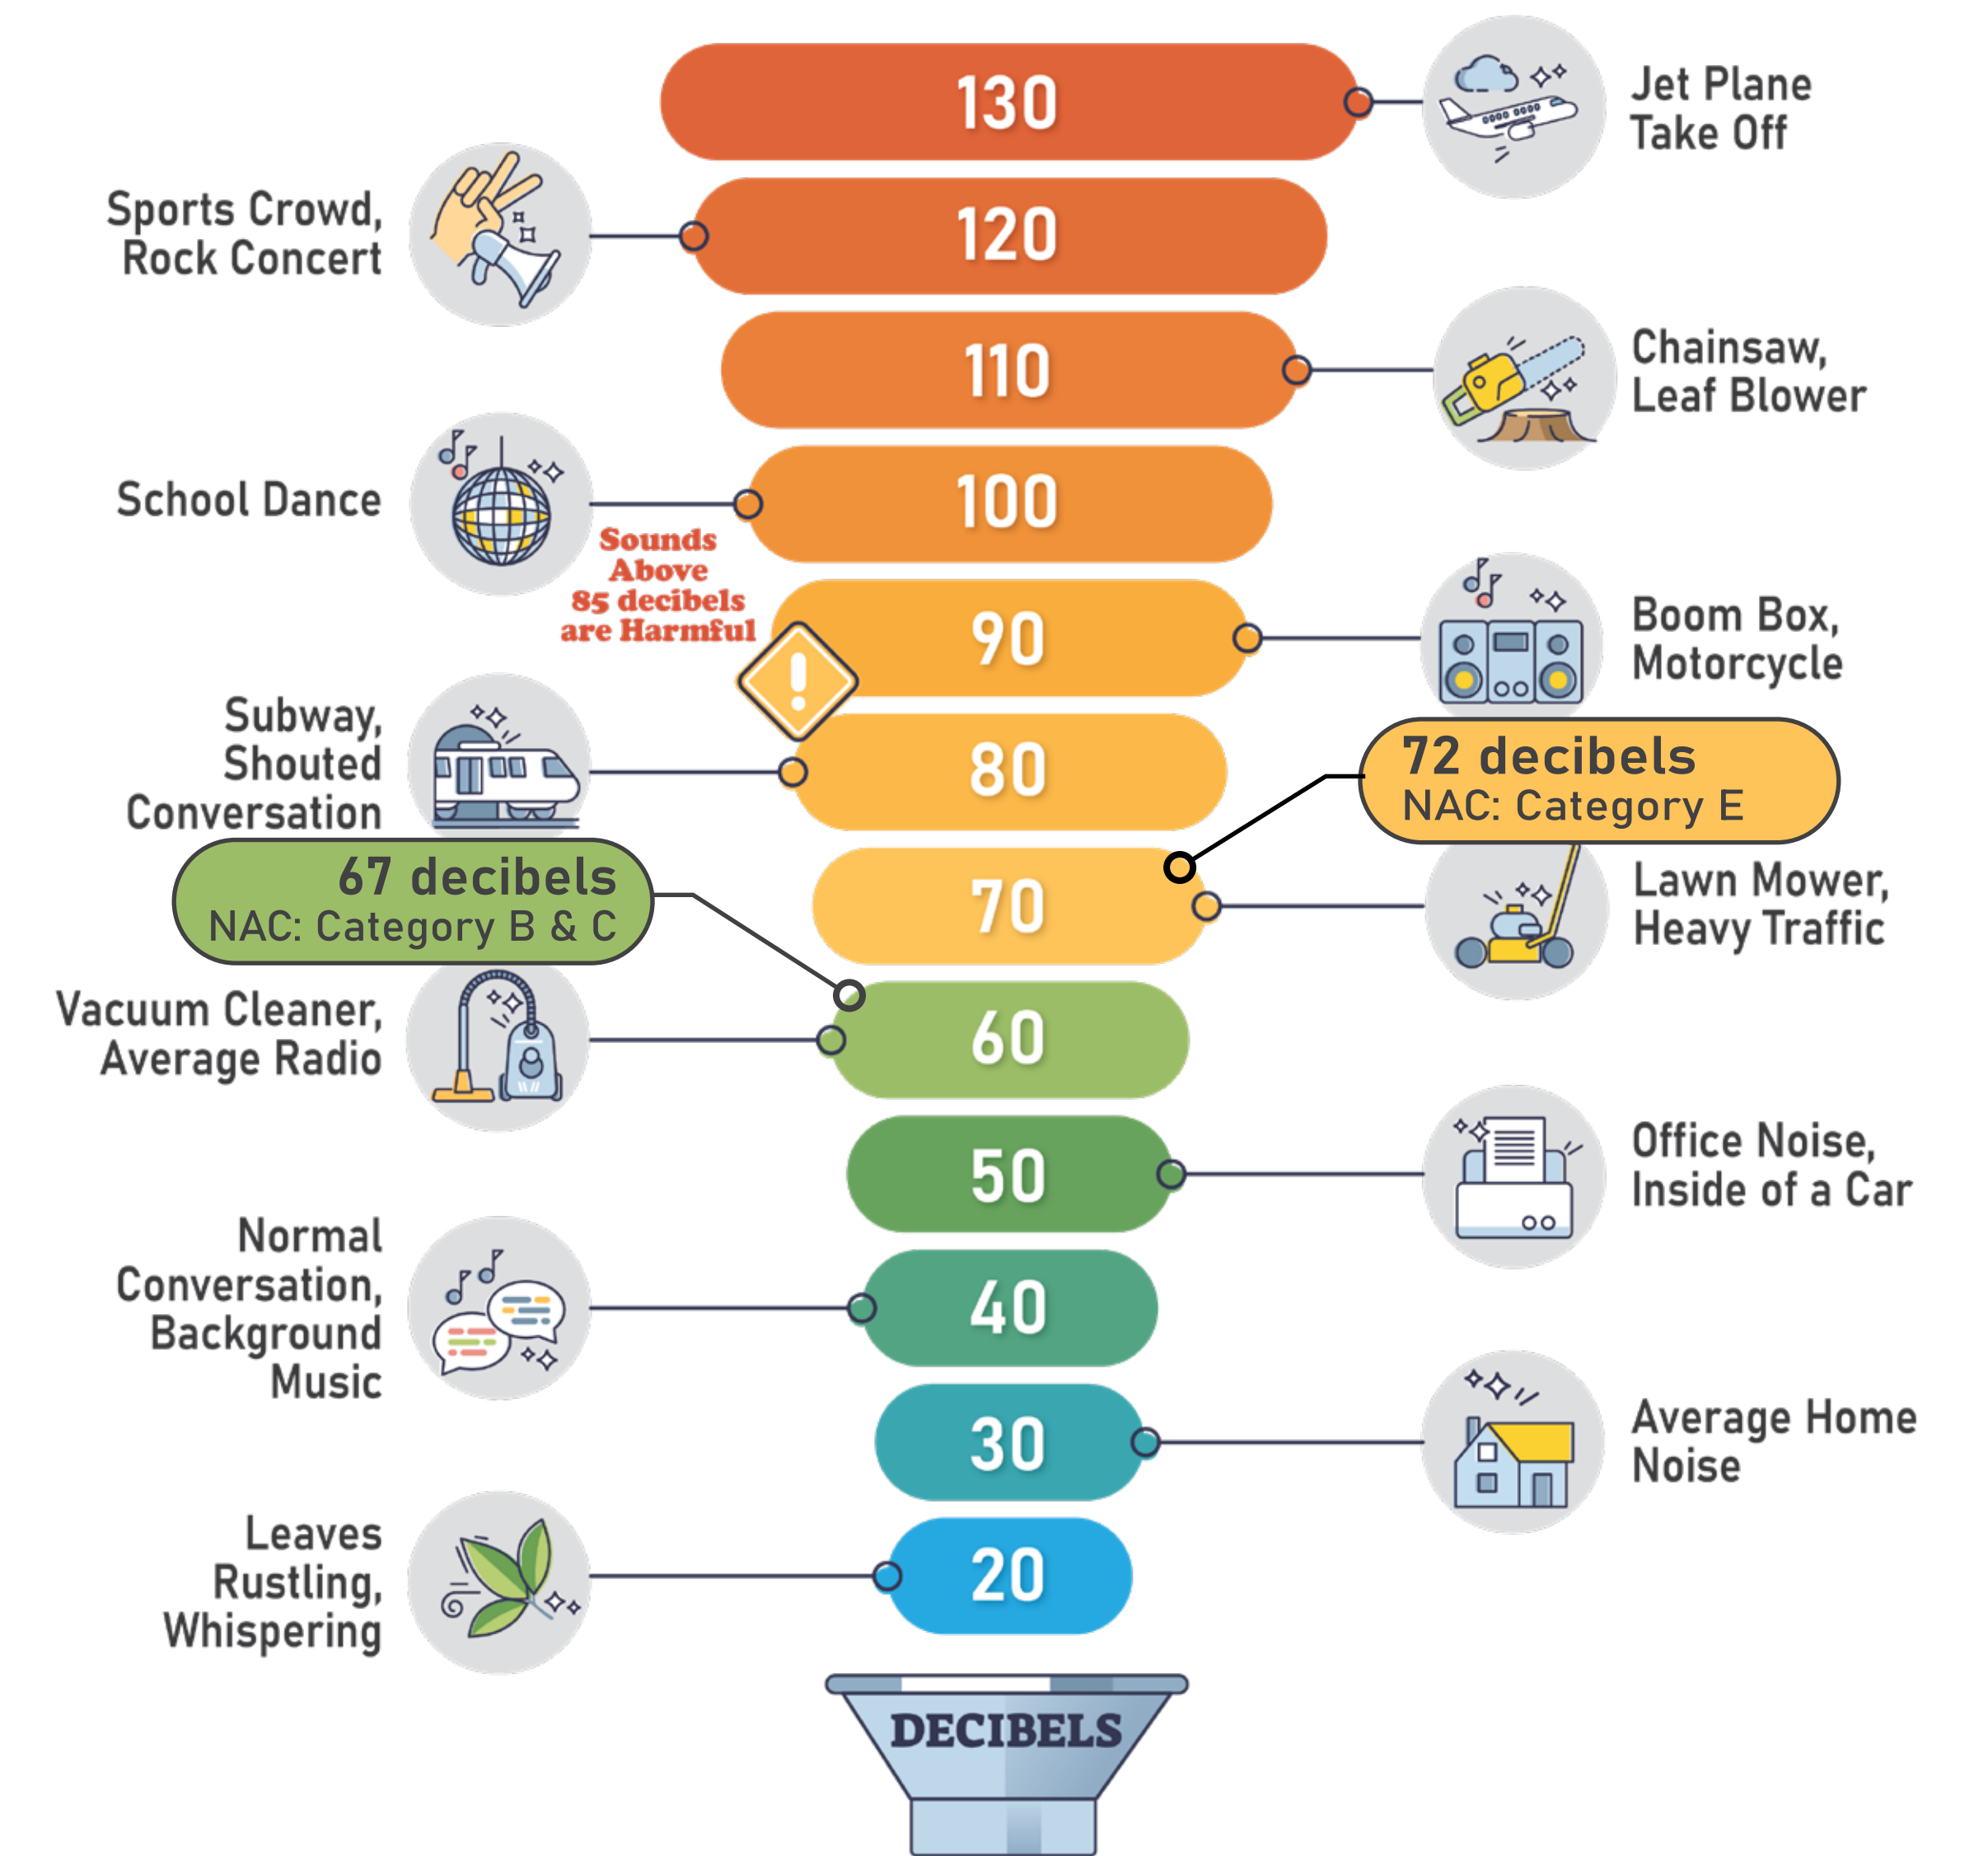 130
Jet Plane
Take Off
Sports Crowd,
Rock Concert
120
110
Chainsaw,
Leaf Blower
School Dance
100
Sounds
Above
85 decibels
are Harmful
90
Boom Box,
Motorcycle
!
Subway,
Shouted
Conversation
80
72 decibels
NAC: Category E
67 decibels
NAC: Category B & C
70
Lawn Mower,
Heavy Traffic
Vacuum Cleaner,
Average Radio
60
50
Office Noise,
Inside of a Car
Normal
Conversation,
Background
Music
40
30
Average Home
Noise
Leaves
Rustling,
Whispering
20
DECIBELS